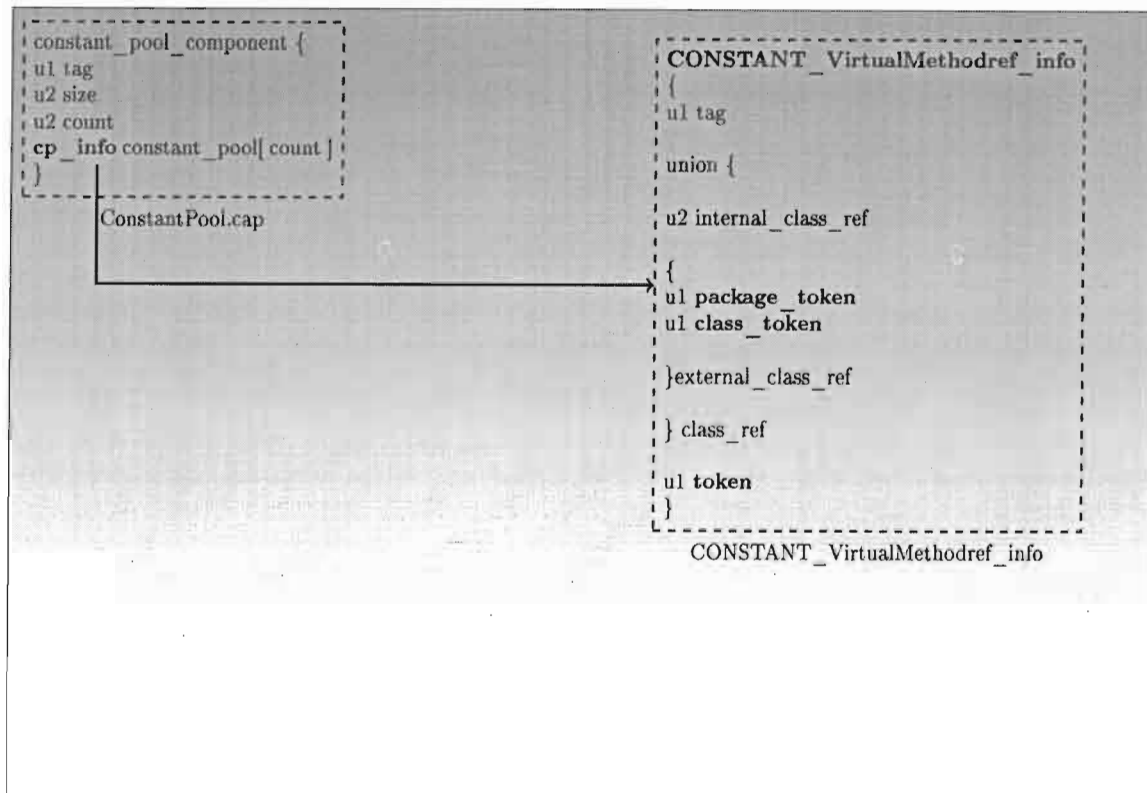 constant_pool_component {
u1 tag
u2 size
u2 count
cp_info constant_pool[ count ]
}
ConstantPool.cap
CONSTANT_VirtualMethodref_info
{
u1 tag
union {
u2 internal_class_ref
{
u1 package_token
u1 class_token
}external_class_ref
} class_ref
u1 token
}
CONSTANT_VirtualMethodref_info